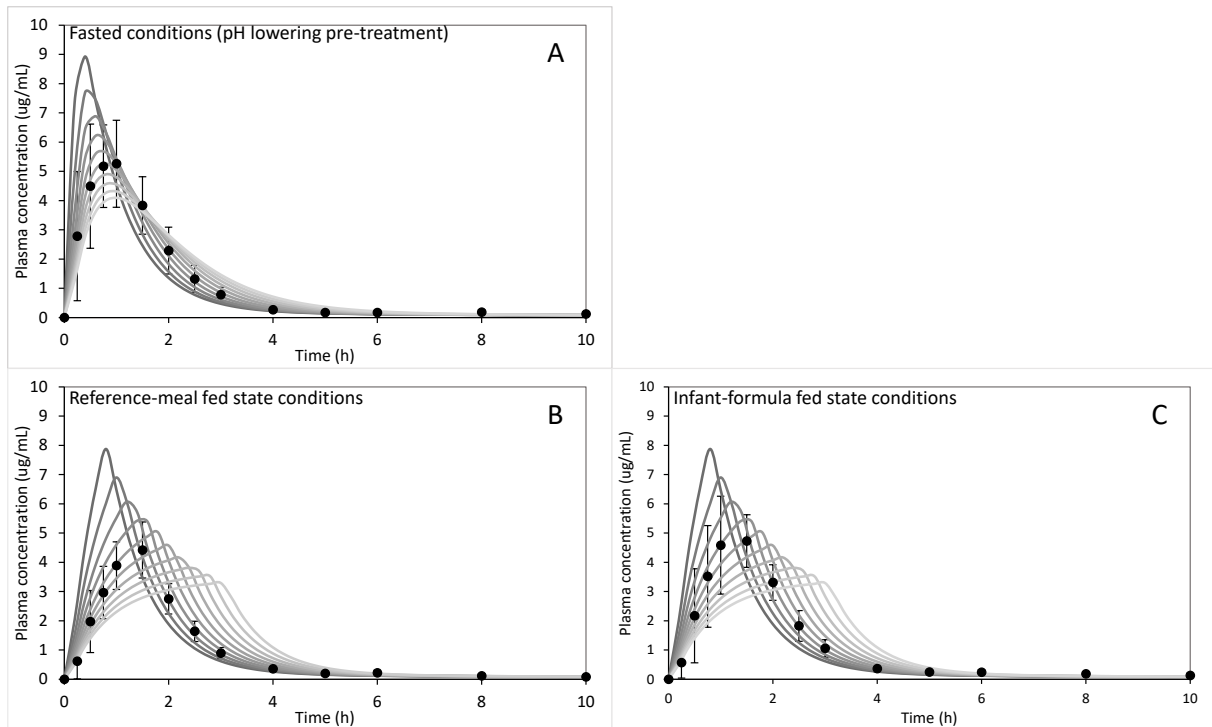 Fasted conditions (pH lowering pre-treatment)
A
Plasma concentration (ug/mL)
10
9
8
7
6
5
4
3
2
1
0
0 2 4 6 8 10
Time (h)
Reference-meal fed state conditions
B
Plasma concentration (ug/mL)
10
9
8
7
6
5
4
3
2
1
0
0 2 4 6 8 10
Time (h)
Infant-formula fed state conditions
C
Plasma concentration (ug/mL)
10
9
8
7
6
5
4
3
2
1
0
0 2 4 6 8 10
Time (h)